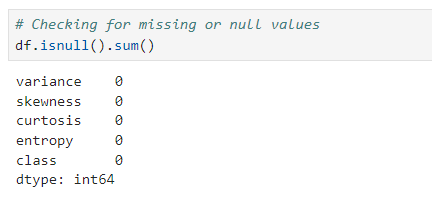 # Checking for missing or null values
df.isnull().sum()
variance 0
skewness 0
curtosis 0
entropy 0
class 0
dtype: int64